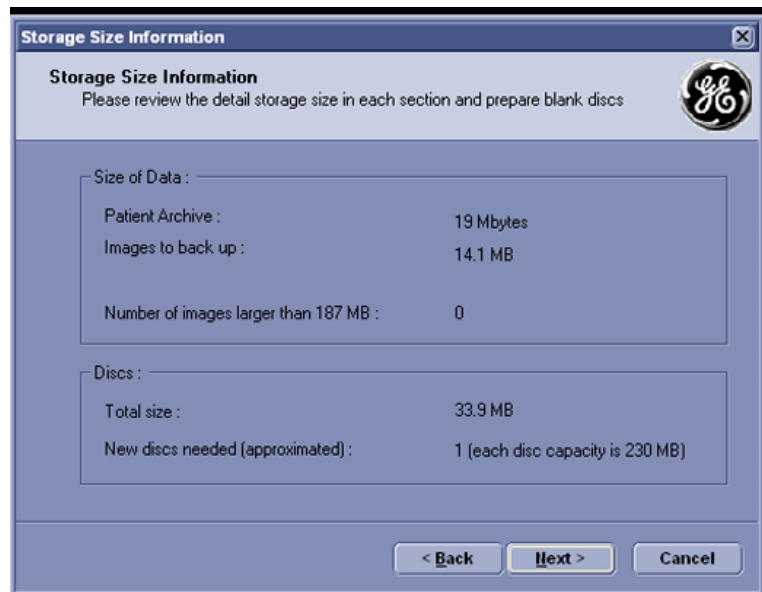 Storage Size Information
Storage Size Information
Please review the detail storage size in each section and prepare blank discs
Size of Data :
Patient Archive : 19 Mbytes
Images to back up : 14.1 MB
Number of images larger than 187 MB : 0
Discs :
Total size : 33.9 MB
New discs needed (approximated) : 1 (each disc capacity is 230 MB)
< Back Next > Cancel